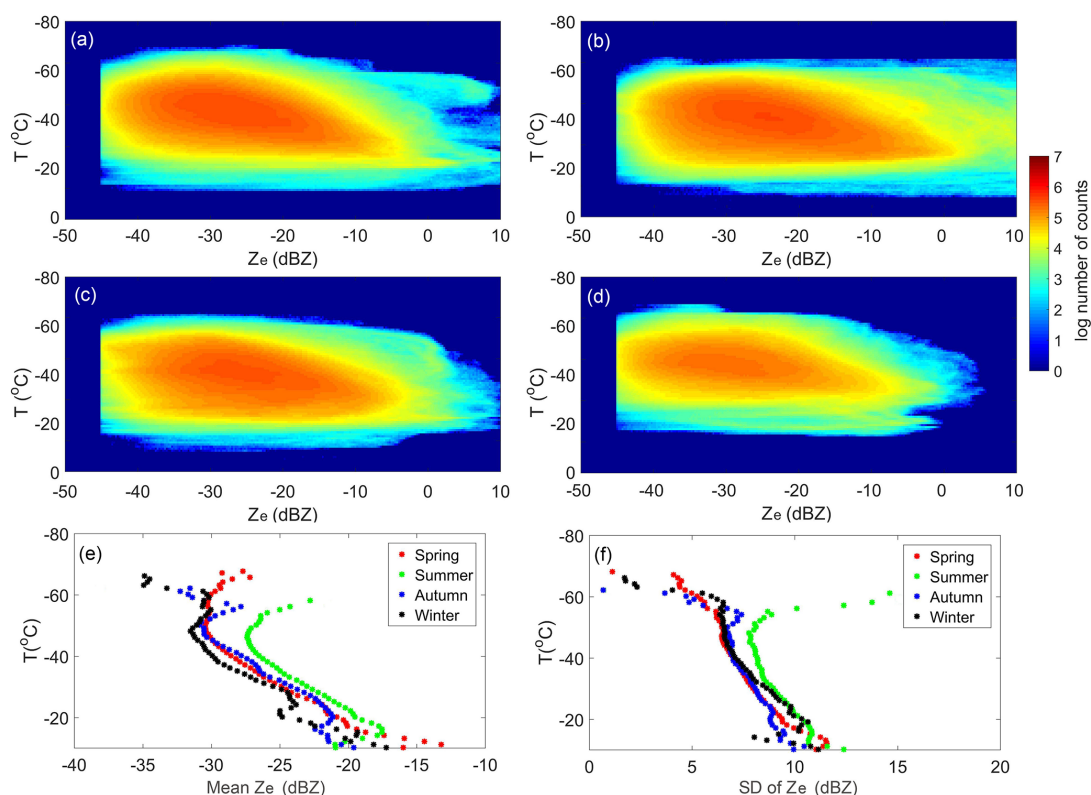 (a)
T (°C)
-80
-60
-40
-20
0
-50 -40 -30 -20 -10 0 10
Ze (dBZ)
(b)
T (°C)
-80
-60
-40
-20
0
-50 -40 -30 -20 -10 0 10
Ze (dBZ)
(c)
T (°C)
-80
-60
-40
-20
0
-50 -40 -30 -20 -10 0 10
Ze (dBZ)
(d)
T (°C)
-80
-60
-40
-20
0
-50 -40 -30 -20 -10 0 10
Ze (dBZ)
7
6
5
4
3
2
1
0
log number of counts
(e)
T(°C)
-80
-60
-40
-20
-40 -35 -30 -25 -20 -15 -10
Mean Ze (dBZ)
Spring
Summer
Autumn
Winter
(f)
T(°C)
-80
-60
-40
-20
0 5 10 15 20
SD of Ze (dBZ)
Spring
Summer
Autumn
Winter